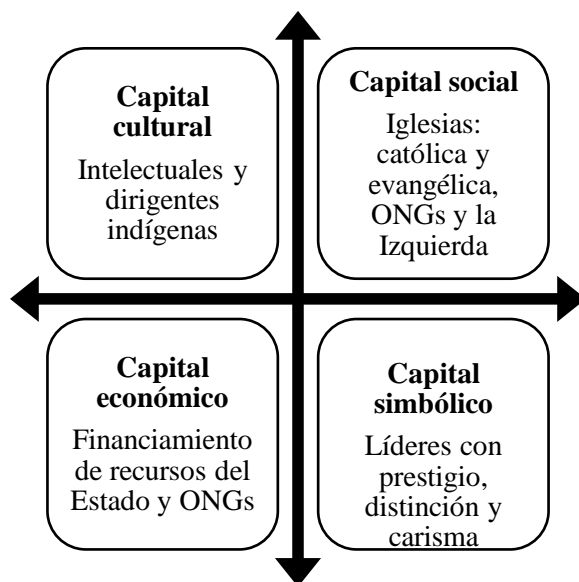 Capital
cultural
Intelectuales y
dirigentes
indígenas
Capital social
Iglesias:
católica y
evangélica,
ONGs y la
Izquierda
Capital
económico
Financiamiento
de recursos del
Estado y ONGs
Capital
simbólico
Líderes con
prestigio,
distinción y
carisma